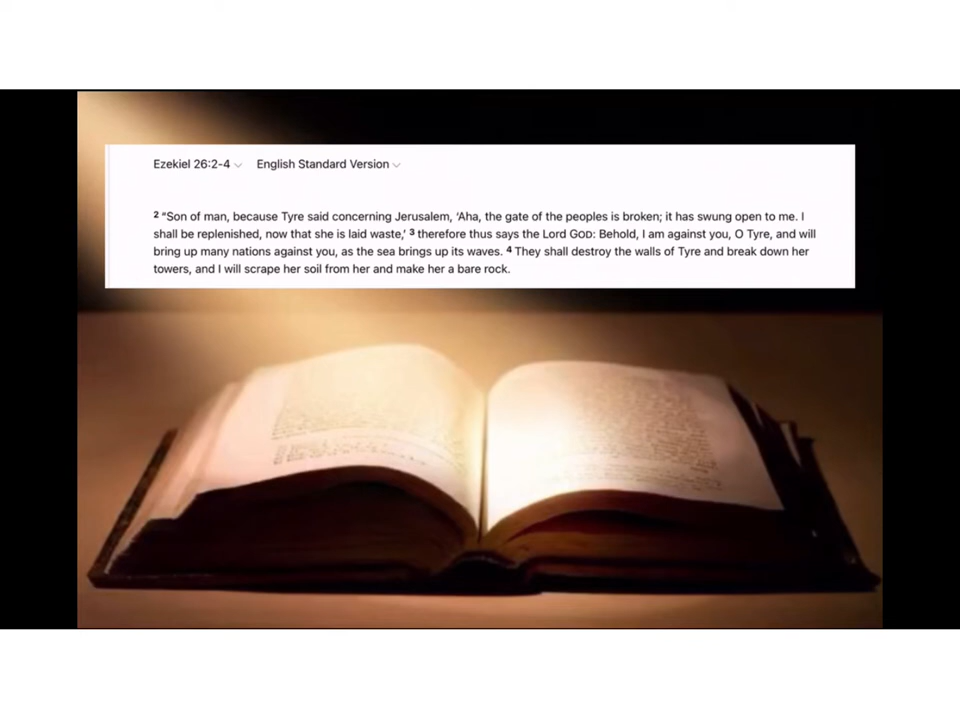 Ezekiel 26:2-4 English Standard Version
2 “Son of man, because Tyre said concerning Jerusalem, ‘Aha, the gate of the peoples is broken; it has swung open to me. I
shall be replenished, now that she is laid waste,’ 3 therefore thus says the Lord GOD: Behold, I am against you, O Tyre, and will
bring up many nations against you, as the sea brings up its waves. 4 They shall destroy the walls of Tyre and break down her
towers, and I will scrape her soil from her and make her a bare rock.